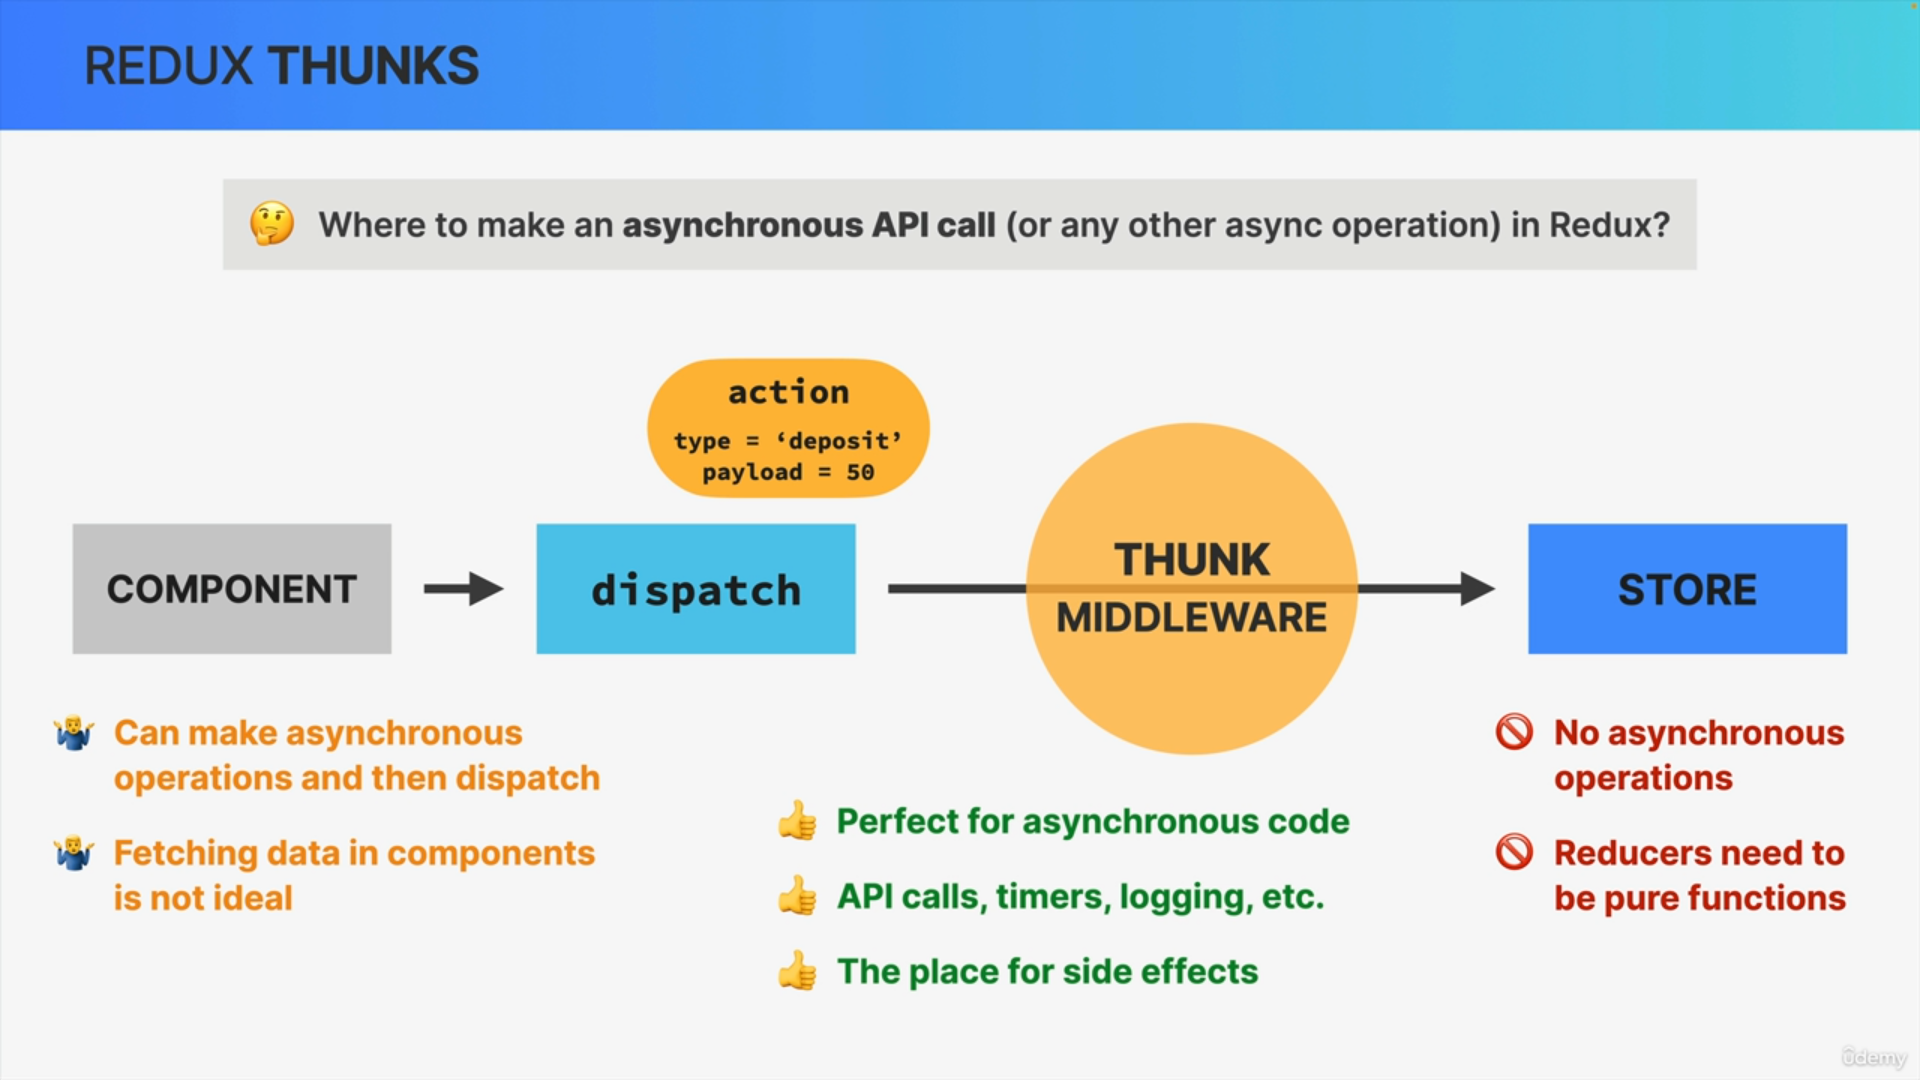 REDUX THUNKS
Where to make an asynchronous API call (or any other async operation) in Redux?
action
type = ‘deposit’
payload = 50
COMPONENT
dispatch
THUNK
MIDDLEWARE
STORE
Can make asynchronous
operations and then dispatch
Fetching data in components
is not ideal
Perfect for asynchronous code
API calls, timers, logging, etc.
The place for side effects
No asynchronous
operations
Reducers need to
be pure functions
ûdemy